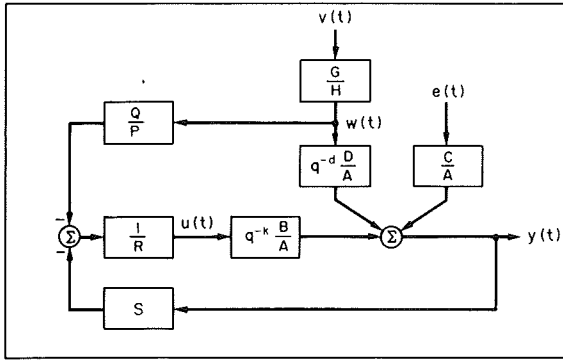 v(t)
G
H
e(t)
Q
P
w(t)
q-d D
A
C
A
−
Σ
−
1
R
u(t)
q-k B
A
Σ
y(t)
S